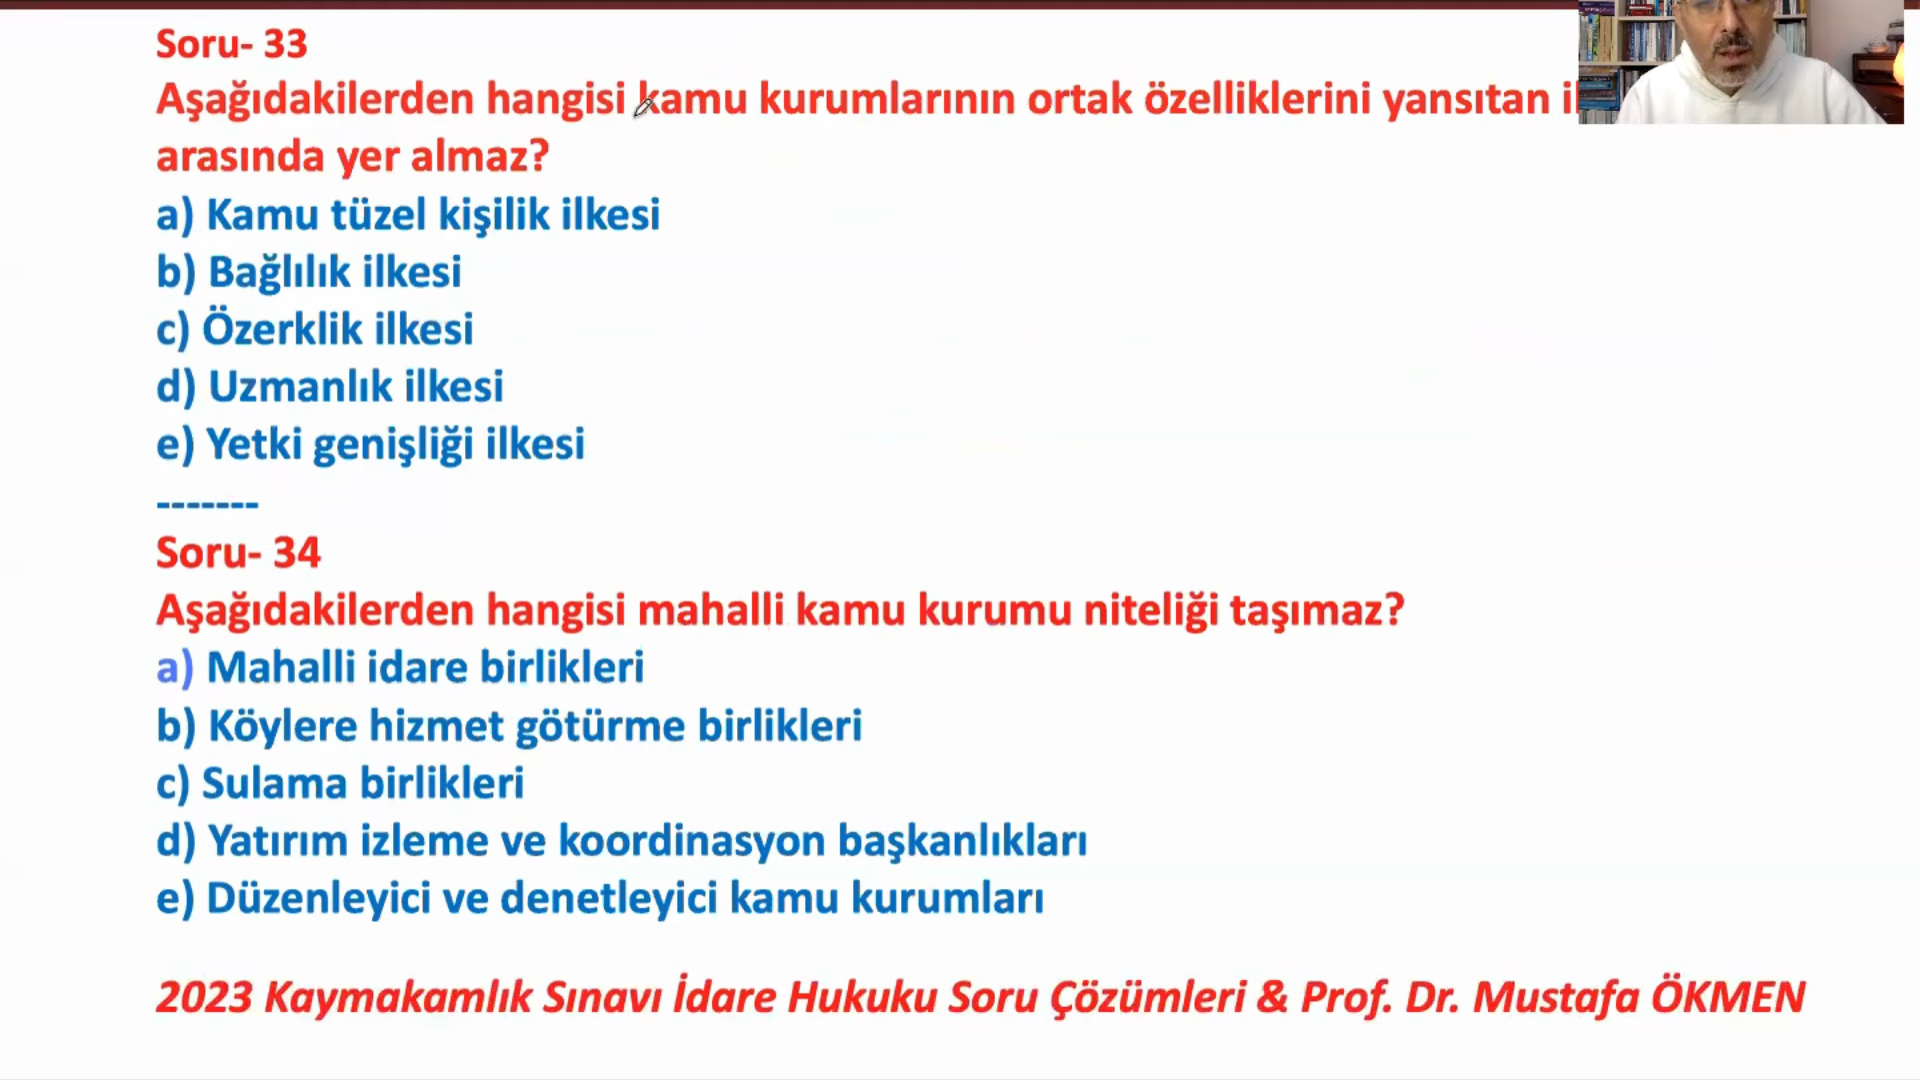 Soru- 33
Aşağıdakilerden hangisi kamu kurumlarının ortak özelliklerini yansıtan
arasında yer almaz?
a) Kamu tüzel kişilik ilkesi
b) Bağlılık ilkesi
c) Özerklik ilkesi
d) Uzmanlık ilkesi
e) Yetki genişliği ilkesi
-------
Soru- 34
Aşağıdakilerden hangisi mahalli kamu kurumu niteliği taşımaz?
a) Mahalli idare birlikleri
b) Köylere hizmet götürme birlikleri
c) Sulama birlikleri
d) Yatırım izleme ve koordinasyon başkanlıkları
e) Düzenleyici ve denetleyici kamu kurumları
2023 Kaymakamlık Sınavı İdare Hukuku Soru Çözümleri & Prof. Dr. Mustafa ÖKMEN